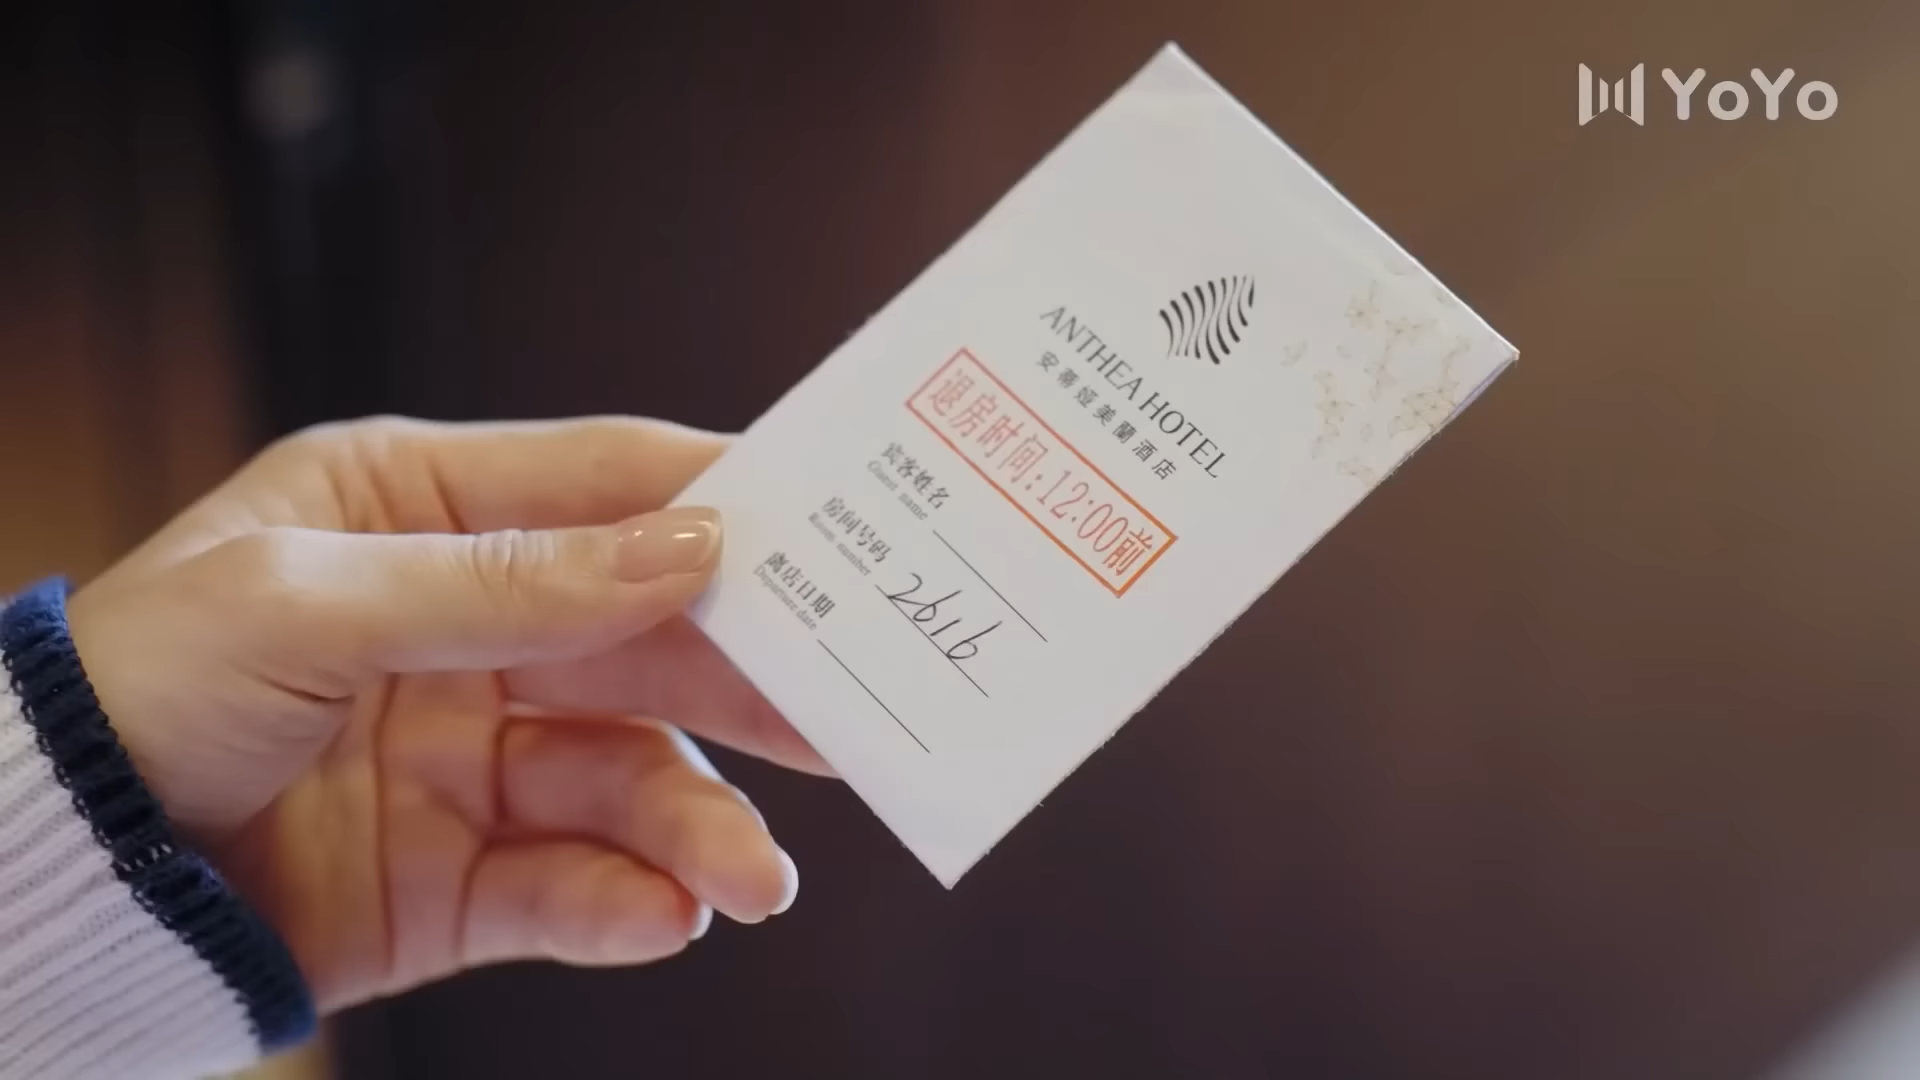 YoYo
ANTHEA HOTEL
安蒂娅美蘭酒店
退房时间:12:00前
宾客姓名
Guest name
房间号码
Room number 2616
离店日期
Departure date